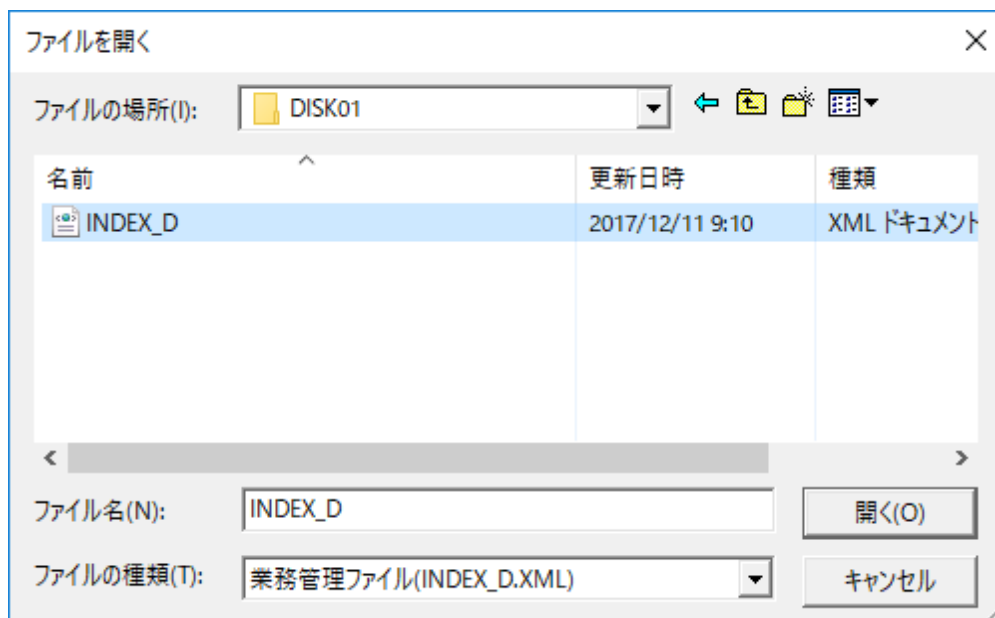 ファイルを開く
ファイルの場所(I): DISK01
名前 更新日時 種類
INDEX_D 2017/12/11 9:10 XML ドキュメント
ファイル名(N): INDEX_D 開く(O)
ファイルの種類(T): 業務管理ファイル(INDEX_D.XML) キャンセル